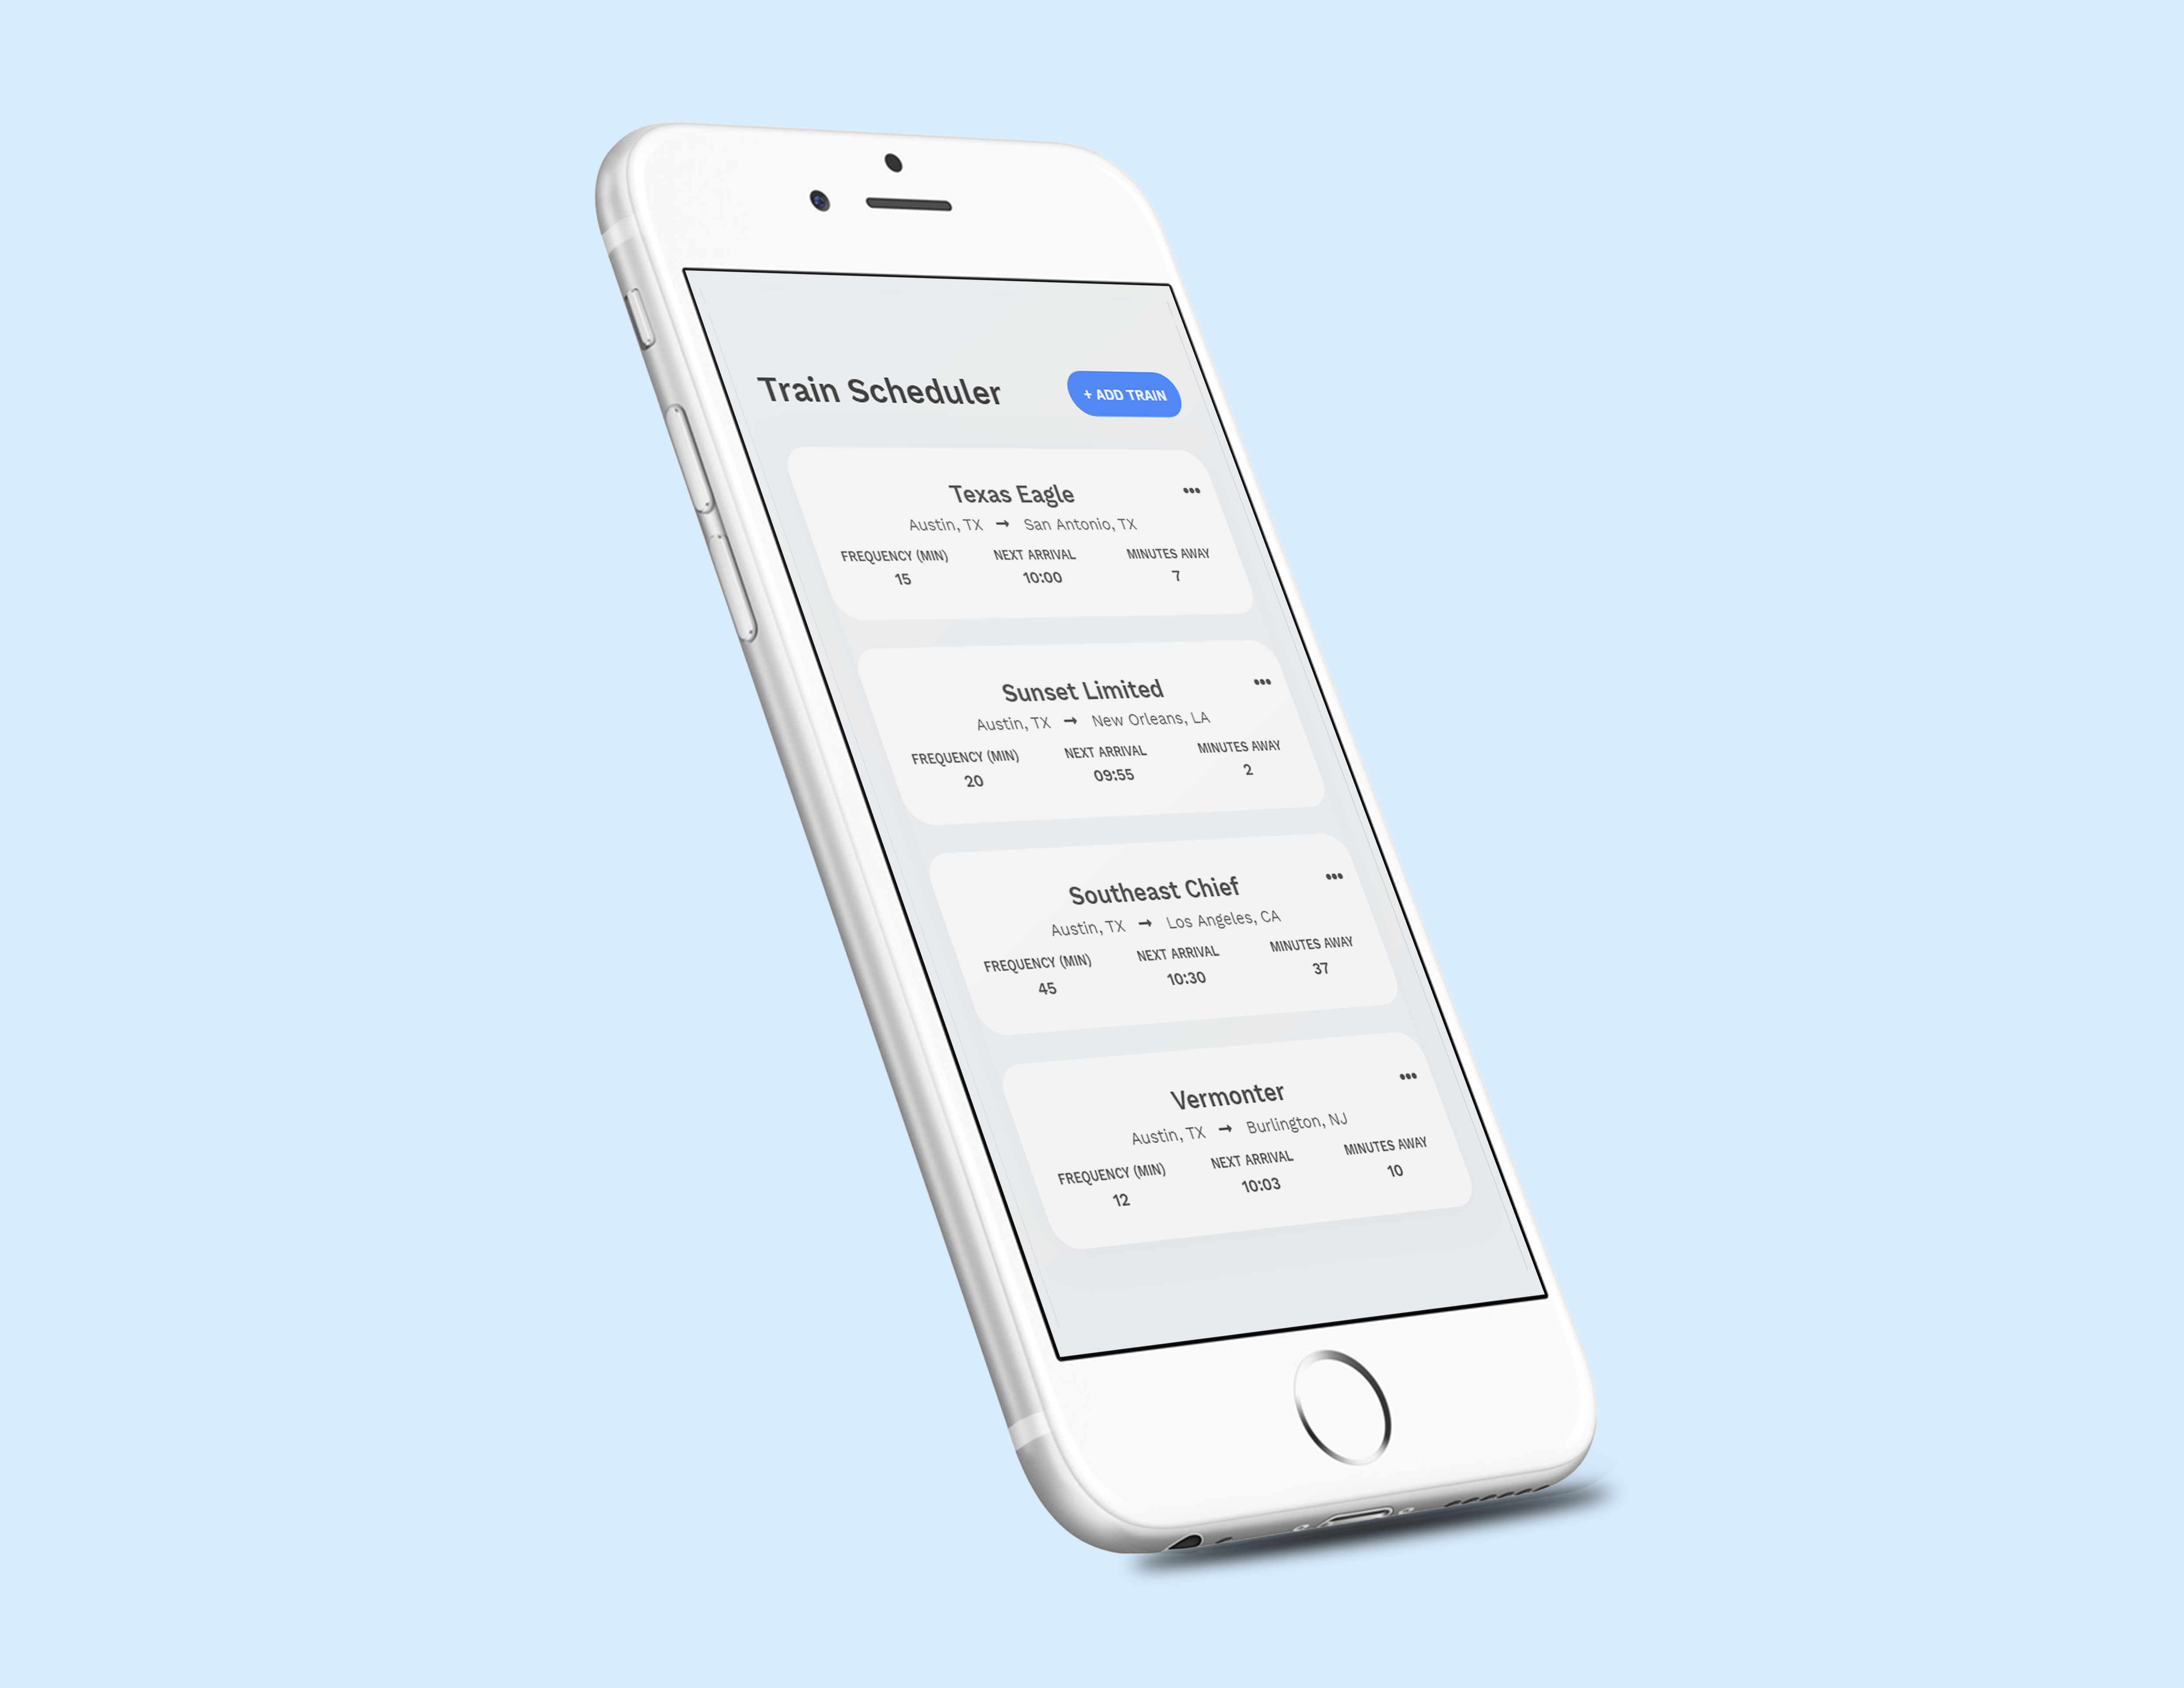 Train Scheduler + ADD TRAIN
Texas Eagle •••
Austin, TX → San Antonio, TX
FREQUENCY (MIN) NEXT ARRIVAL MINUTES AWAY
15 10:00 7
Sunset Limited •••
Austin, TX → New Orleans, LA
FREQUENCY (MIN) NEXT ARRIVAL MINUTES AWAY
20 09:55 2
Southeast Chief •••
Austin, TX → Los Angeles, CA
FREQUENCY (MIN) NEXT ARRIVAL MINUTES AWAY
45 10:30 37
Vermonter •••
Austin, TX → Burlington, NJ
FREQUENCY (MIN) NEXT ARRIVAL MINUTES AWAY
12 10:03 10